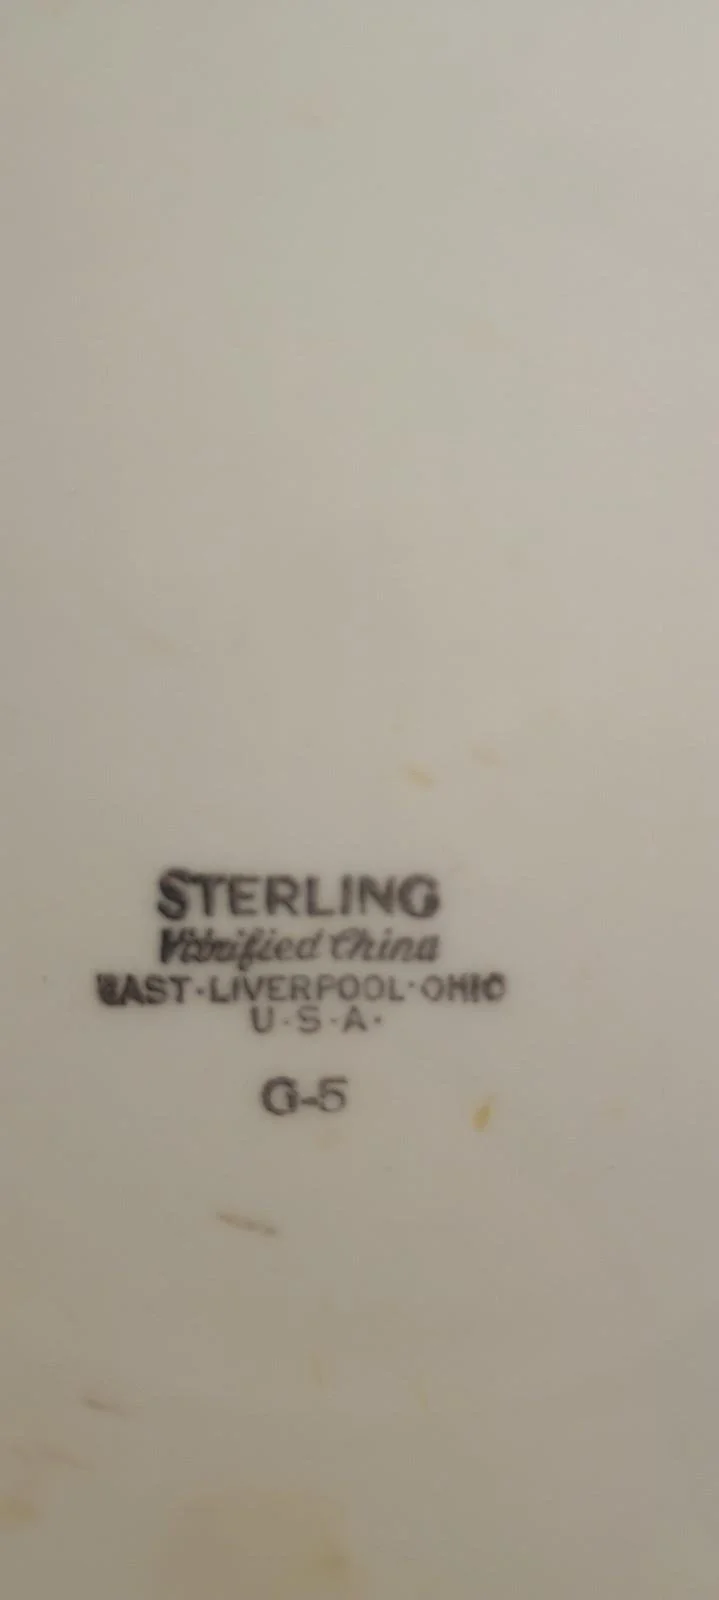 STERLING
Vitrified China
EAST·LIVERPOOL·OHIO
U·S·A·
G-5